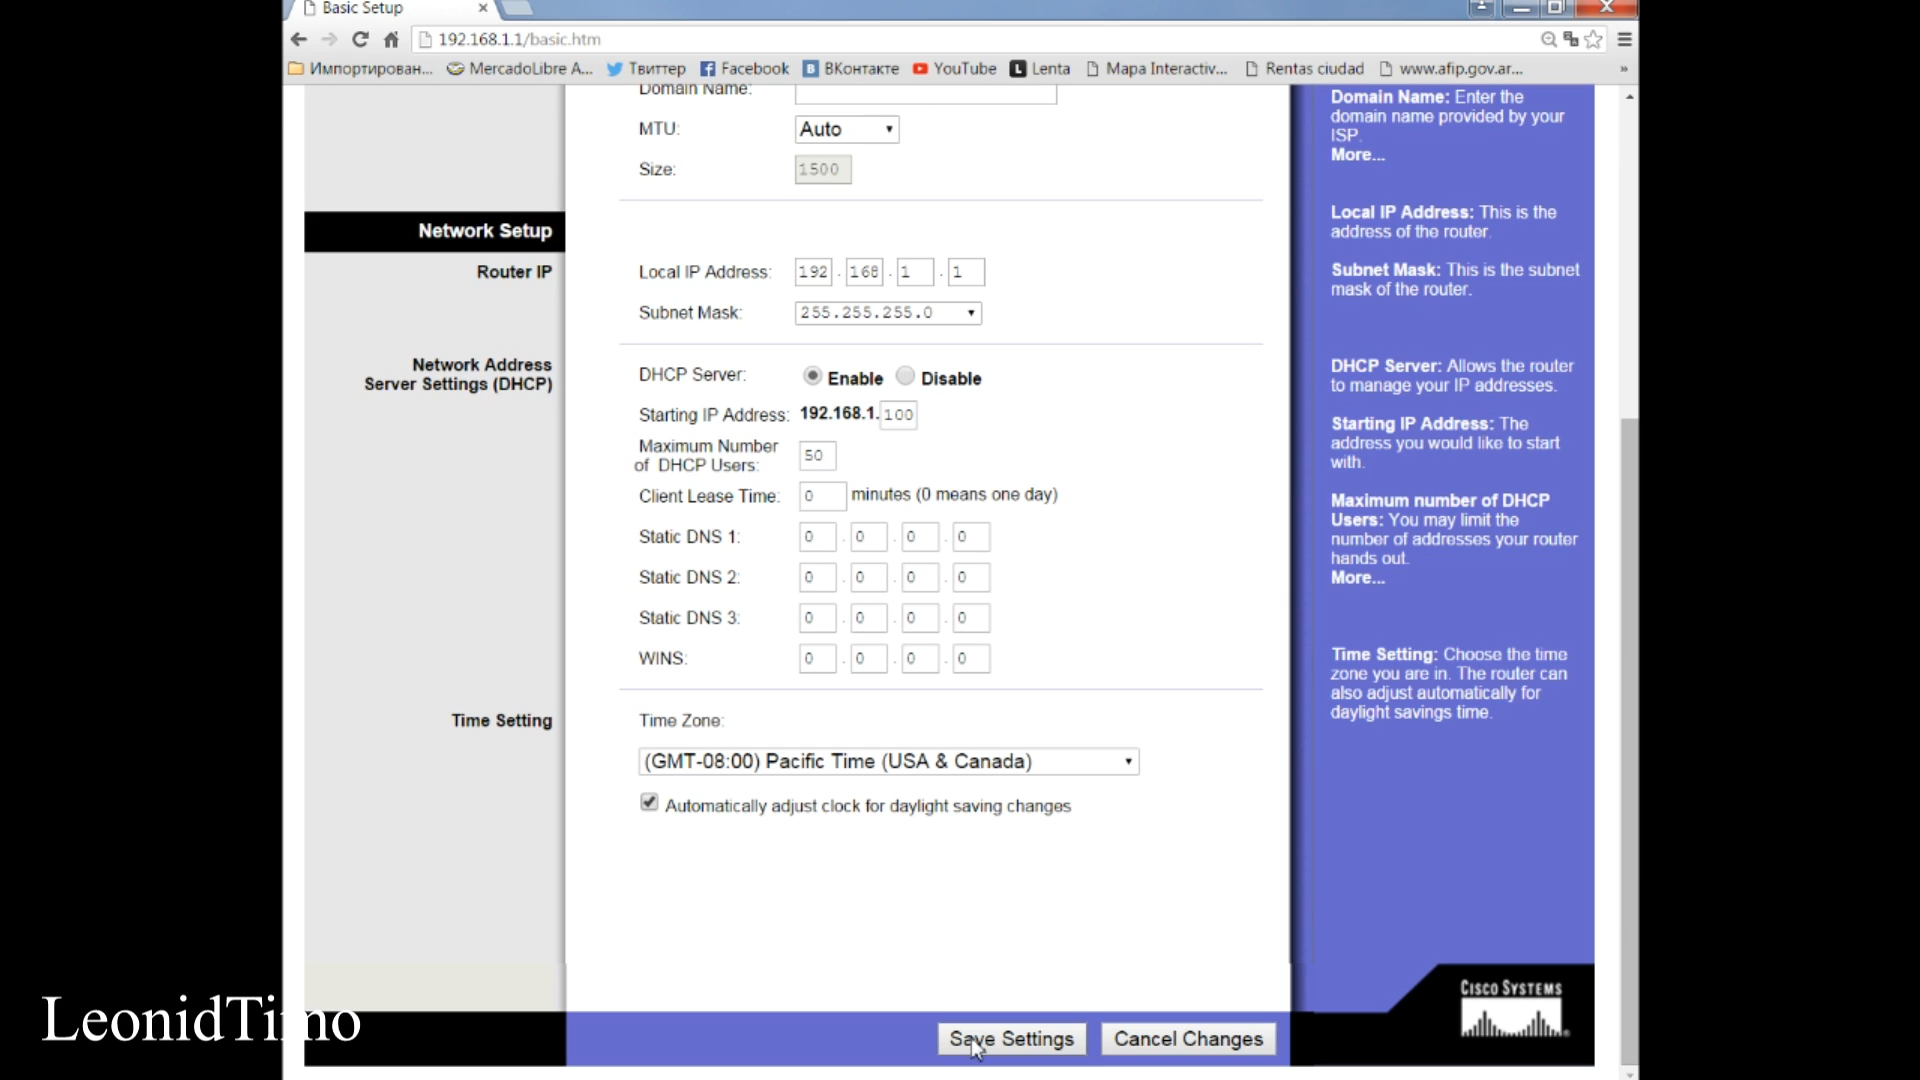 Basic Setup
192.168.1.1/basic.htm
Импортирован... MercadoLibre A... Твиттер Facebook ВКонтакте YouTube Lenta Mapa Interactiv... Rentas ciudad www.afip.gov.ar... »
Domain Name:
MTU: Auto
Size: 1500
Network Setup
Router IP
Local IP Address: 192 . 168 . 1 . 1
Subnet Mask: 255.255.255.0
Network Address
Server Settings (DHCP)
DHCP Server: Enable Disable
Starting IP Address: 192.168.1. 100
Maximum Number
of DHCP Users: 50
Client Lease Time: 0 minutes (0 means one day)
Static DNS 1: 0 . 0 . 0 . 0
Static DNS 2: 0 . 0 . 0 . 0
Static DNS 3: 0 . 0 . 0 . 0
WINS: 0 . 0 . 0 . 0
Time Setting
Time Zone:
(GMT-08:00) Pacific Time (USA & Canada)
Automatically adjust clock for daylight saving changes
Domain Name: Enter the
domain name provided by your
ISP.
More...
Local IP Address: This is the
address of the router.
Subnet Mask: This is the subnet
mask of the router.
DHCP Server: Allows the router
to manage your IP addresses.
Starting IP Address: The
address you would like to start
with.
Maximum number of DHCP
Users: You may limit the
number of addresses your router
hands out.
More...
Time Setting: Choose the time
zone you are in. The router can
also adjust automatically for
daylight savings time.
CISCO SYSTEMS
Save Settings Cancel Changes
LeonidTimo